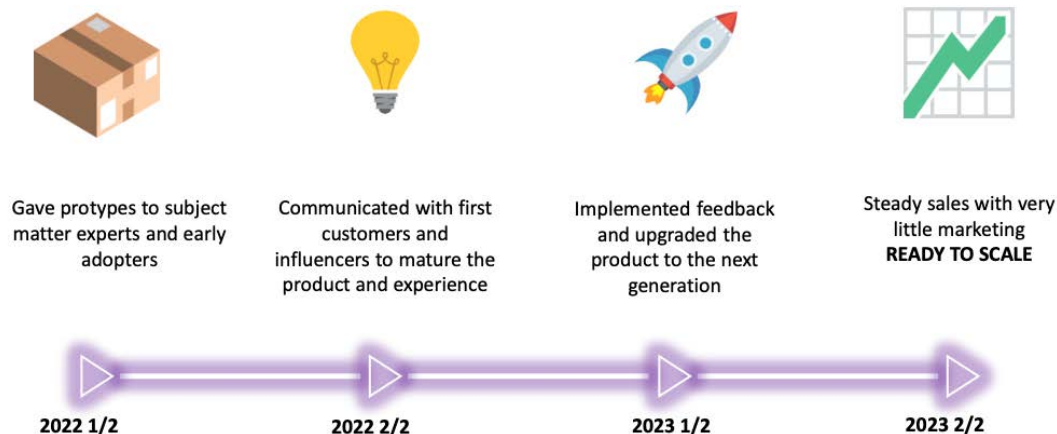 Gave protypes to subject
matter experts and early
adopters
Communicated with first
customers and
influencers to mature the
product and experience
Implemented feedback
and upgraded the
product to the next
generation
Steady sales with very
little marketing
READY TO SCALE
2022 1/2
2022 2/2
2023 1/2
2023 2/2